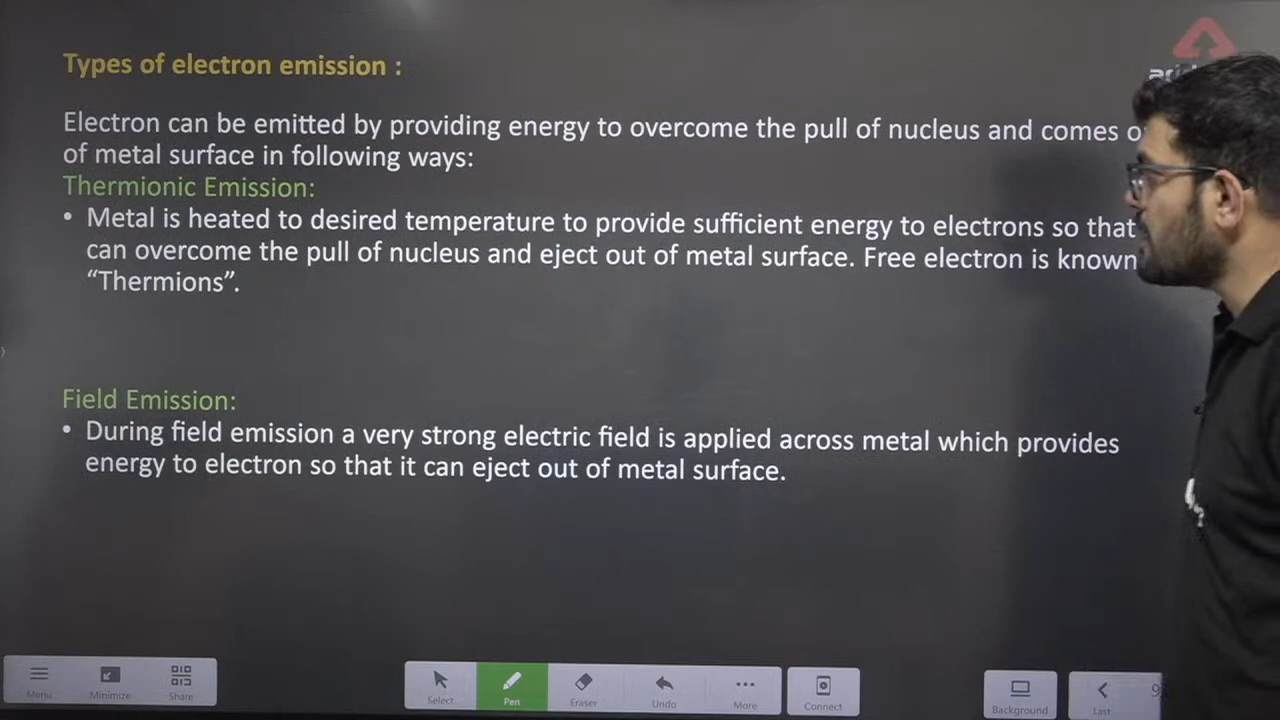 Types of electron emission :
Electron can be emitted by providing energy to overcome the pull of nucleus and comes
of metal surface in following ways:
Thermionic Emission:
• Metal is heated to desired temperature to provide sufficient energy to electrons so that
can overcome the pull of nucleus and eject out of metal surface. Free electron is known
“Thermions”.
Field Emission:
• During field emission a very strong electric field is applied across metal which provides
energy to electron so that it can eject out of metal surface.
Menu
Minimize
Share
Select
Pen
Eraser
Undo
More
Connect
Background
Last